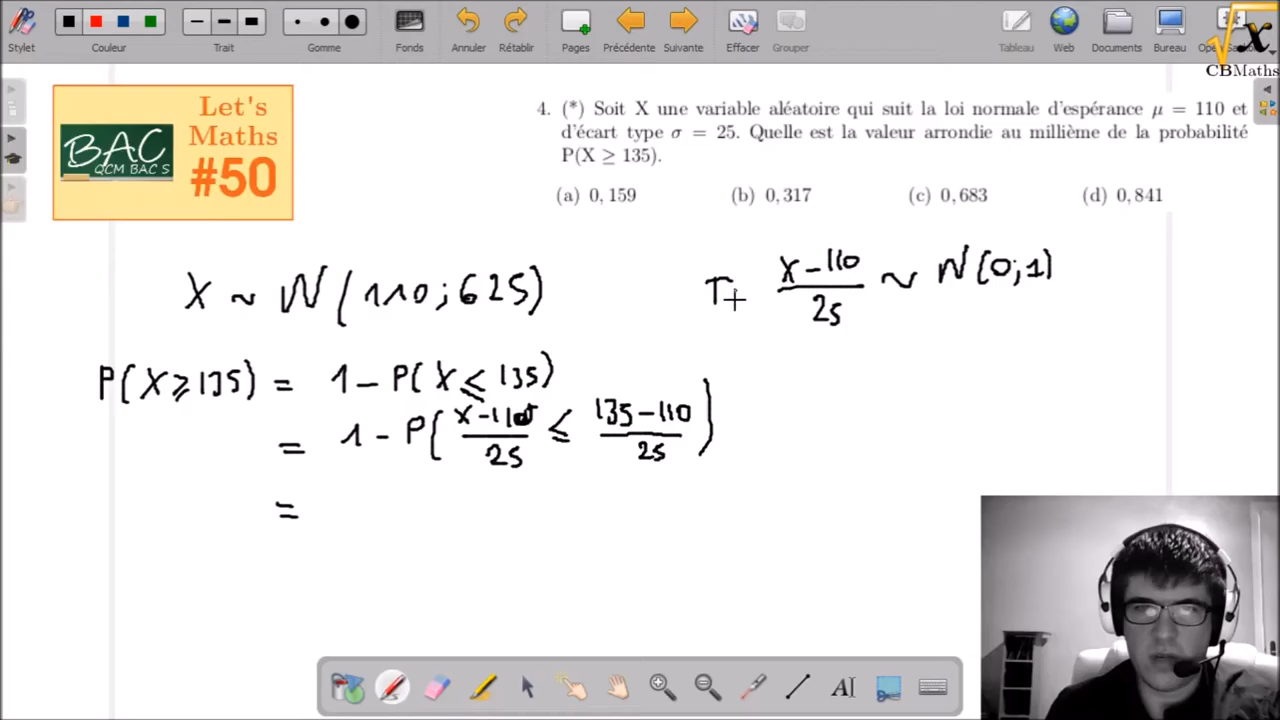 Stylet Couleur Trait Gomme Fonds Annuler Rétablir Pages Précédente Suivante Effacer Grouper Tableau Web Documents Bureau
CBMaths
BAC
QCM BAC S
Let's
Maths
#50
4. (*) Soit X une variable aléatoire qui suit la loi normale d'espérance μ = 110 et
d'écart type σ = 25. Quelle est la valeur arrondie au millième de la probabilité
P(X ≥ 135).
(a) 0,159 (b) 0,317 (c) 0,683 (d) 0,841
X ~ N(110;625)
T X-110/25 ~ N(0;1)
P(X⩾135) = 1-P(X⩽135)
= 1-P(X-110/25 ⩽ 135-110/25)
=
AI